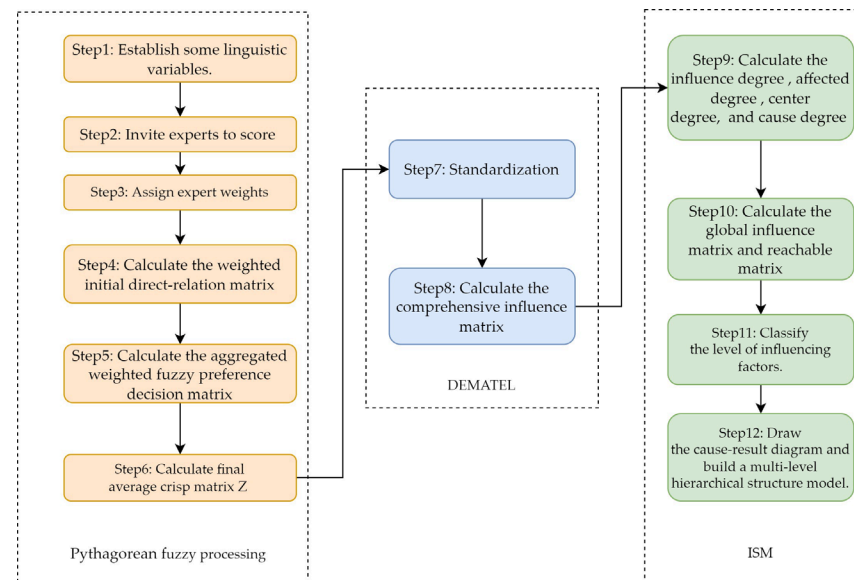 Step1: Establish some linguistic
variables.
Step2: Invite experts to score
Step3: Assign expert weights
Step4: Calculate the weighted
initial direct-relation matrix
Step5: Calculate the aggregated
weighted fuzzy preference
decision matrix
Step6: Calculate final
average crisp matrix Z
Pythagorean fuzzy processing
Step7: Standardization
Step8: Calculate the
comprehensive influence
matrix
DEMATEL
Step9: Calculate the
influence degree , affected
degree , center
degree, and cause degree
Step10: Calculate the
global influence
matrix and reachable
matrix
Step11: Classify
the level of influencing
factors.
Step12: Draw
the cause-result diagram and
build a multi-level
hierarchical structure model.
ISM